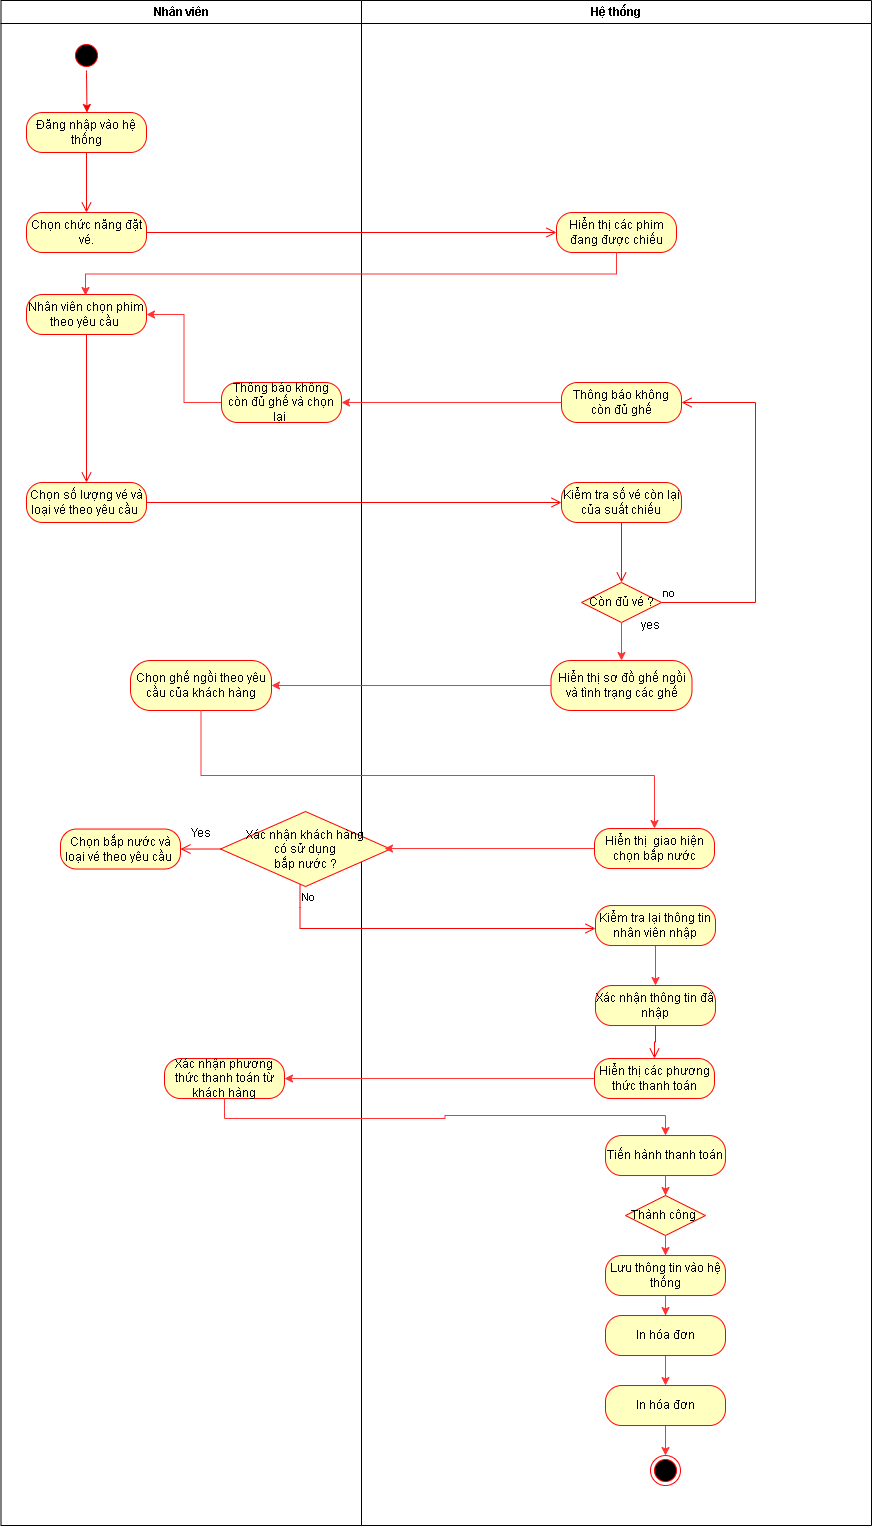 Nhân viên
Hệ thống
Đăng nhập vào hệ
thống
Chọn chức năng đặt
vé.
Hiển thị các phim
đang được chiếu
Nhân viên chọn phim
theo yêu cầu
Thông báo không
còn đủ ghế và chọn
lại
Thông báo không
còn đủ ghế
Chọn số lượng vé và
loại vé theo yêu cầu
Kiểm tra số vé còn lại
của suất chiếu
Còn đủ vé ?
no
yes
Chọn ghế ngồi theo yêu
cầu của khách hàng
Hiển thị sơ đồ ghế ngồi
và tình trạng các ghế
Chọn bắp nước và
loại vé theo yêu cầu
Yes
Xác nhận khách hàng
có sử dụng
bắp nước ?
Hiển thị giao hiện
chọn bắp nước
No
Kiểm tra lại thông tin
nhân viên nhập
Xác nhận thông tin đã
nhập
Xác nhận phương
thức thanh toán từ
khách hàng
Hiển thị các phương
thức thanh toán
Tiến hành thanh toán
Thành công
Lưu thông tin vào hệ
thống
In hóa đơn
In hóa đơn